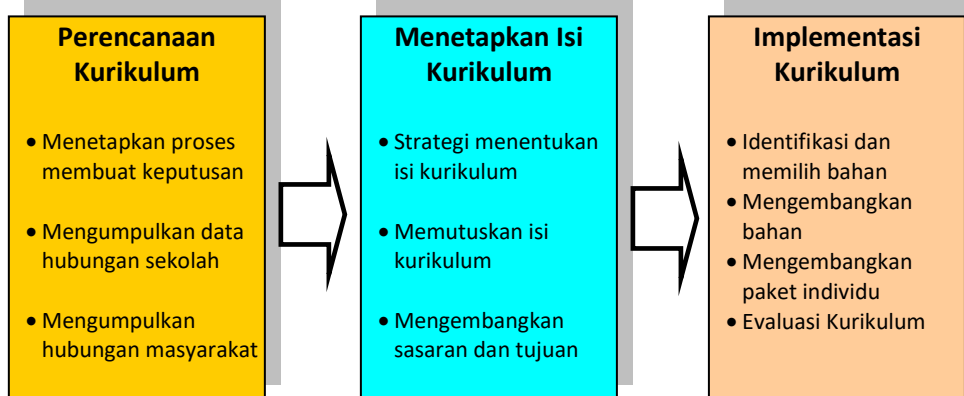 Perencanaan
Kurikulum
• Menetapkan proses
membuat keputusan
• Mengumpulkan data
hubungan sekolah
• Mengumpulkan
hubungan masyarakat
Menetapkan Isi
Kurikulum
• Strategi menentukan
isi kurikulum
• Memutuskan isi
kurikulum
• Mengembangkan
sasaran dan tujuan
Implementasi
Kurikulum
• Identifikasi dan
memilih bahan
• Mengembangkan
bahan
• Mengembangkan
paket individu
• Evaluasi Kurikulum